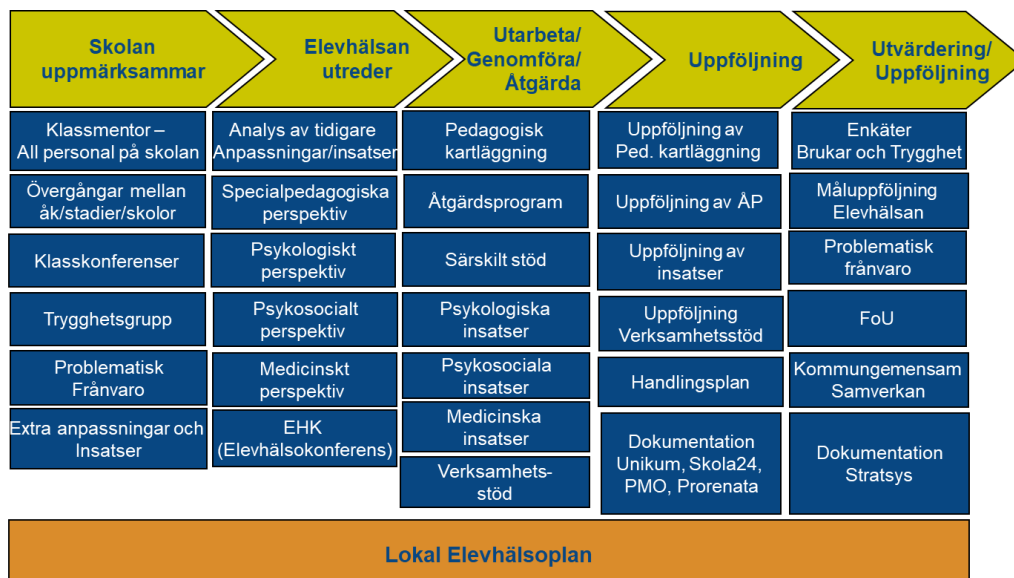 Skolan
uppmärksammar
Elevhälsan
utreder
Utarbeta/
Genomföra/
Åtgärda
Uppföljning
Utvärdering/
Uppföljning
Klassmentor –
All personal på skolan
Övergångar mellan
åk/stadier/skolor
Klasskonferenser
Trygghetsgrupp
Problematisk
Frånvaro
Extra anpassningar och
Insatser
Analys av tidigare
Anpassningar/insatser
Specialpedagogiska
perspektiv
Psykologiskt
perspektiv
Psykosocialt
perspektiv
Medicinskt
perspektiv
EHK
(Elevhälsokonferens)
Pedagogisk
kartläggning
Åtgärdsprogram
Särskilt stöd
Psykologiska
insatser
Psykosociala
insatser
Medicinska
insatser
Verksamhets-
stöd
Uppföljning av
Ped. kartläggning
Uppföljning av ÅP
Uppföljning av
insatser
Uppföljning
Verksamhetsstöd
Handlingsplan
Dokumentation
Unikum, Skola24,
PMO, Prorenata
Enkäter
Brukar och Trygghet
Måluppföljning
Elevhälsan
Problematisk
frånvaro
FoU
Kommungemensam
Samverkan
Dokumentation
Stratsys
Lokal Elevhälsoplan